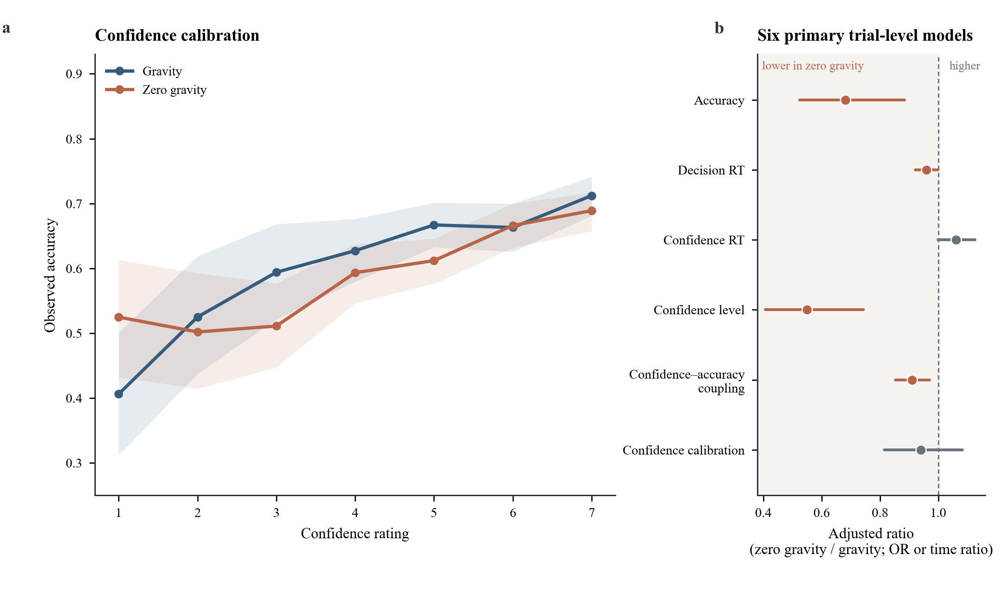 a
Confidence calibration
Gravity
Zero gravity
0.9
0.8
0.7
0.6
0.5
0.4
0.3
Observed accuracy
1 2 3 4 5 6 7
Confidence rating
b
Six primary trial-level models
lower in zero gravity higher
Accuracy
Decision RT
Confidence RT
Confidence level
Confidence–accuracy
coupling
Confidence calibration
0.4 0.6 0.8 1.0
Adjusted ratio
(zero gravity / gravity; OR or time ratio)